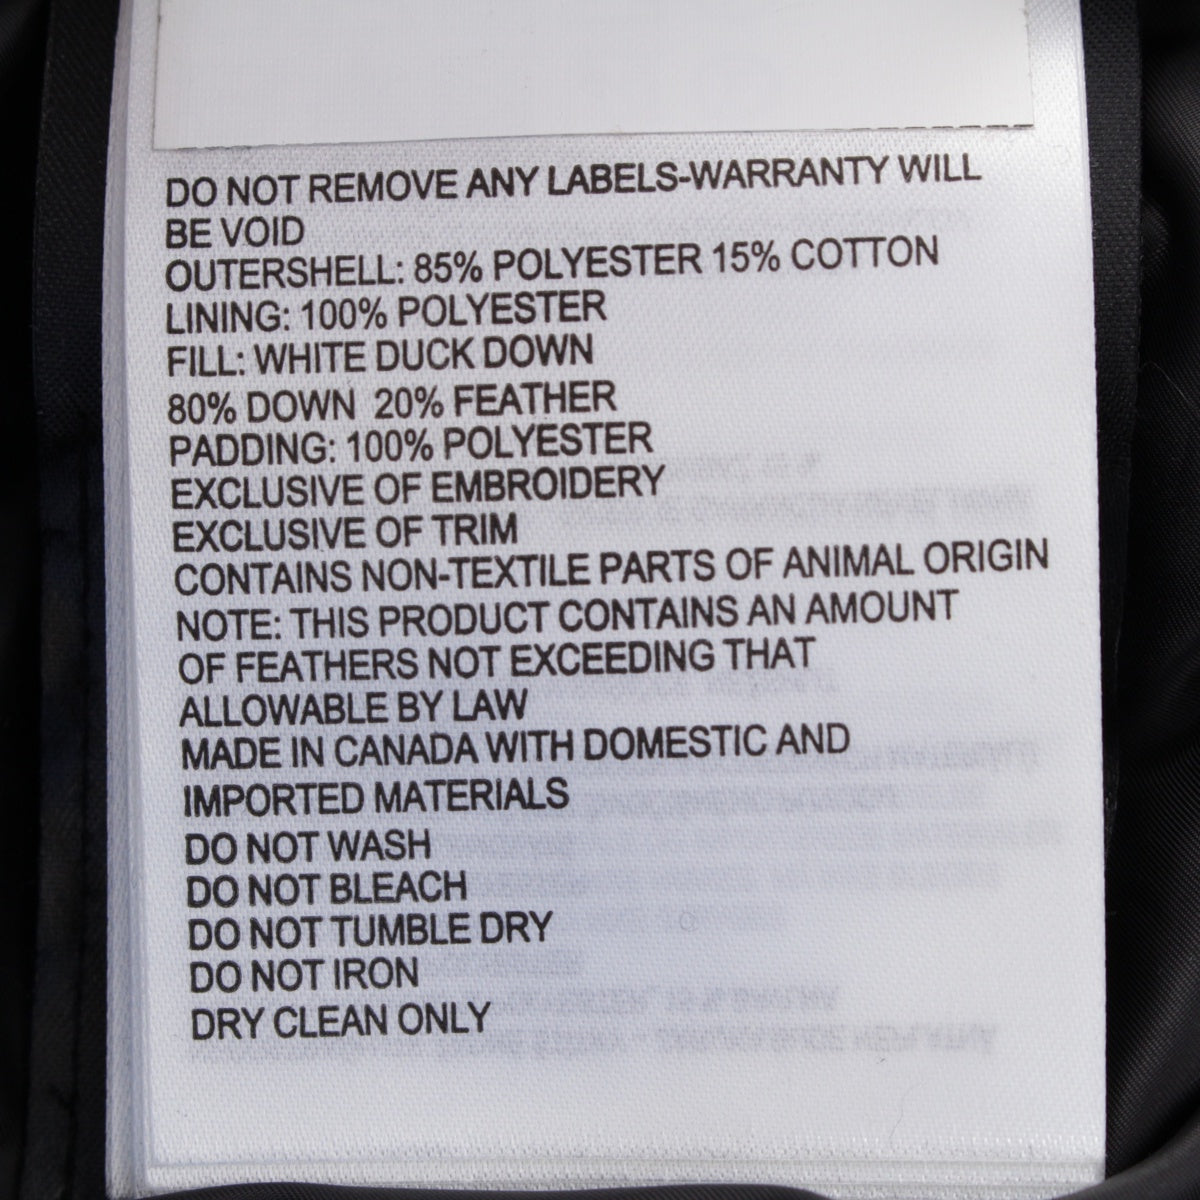 DO NOT REMOVE ANY LABELS-WARRANTY WILL
BE VOID
OUTERSHELL: 85% POLYESTER 15% COTTON
LINING: 100% POLYESTER
FILL: WHITE DUCK DOWN
80% DOWN 20% FEATHER
PADDING: 100% POLYESTER
EXCLUSIVE OF EMBROIDERY
EXCLUSIVE OF TRIM
CONTAINS NON-TEXTILE PARTS OF ANIMAL ORIGIN
NOTE: THIS PRODUCT CONTAINS AN AMOUNT
OF FEATHERS NOT EXCEEDING THAT
ALLOWABLE BY LAW
MADE IN CANADA WITH DOMESTIC AND
IMPORTED MATERIALS
DO NOT WASH
DO NOT BLEACH
DO NOT TUMBLE DRY
DO NOT IRON
DRY CLEAN ONLY